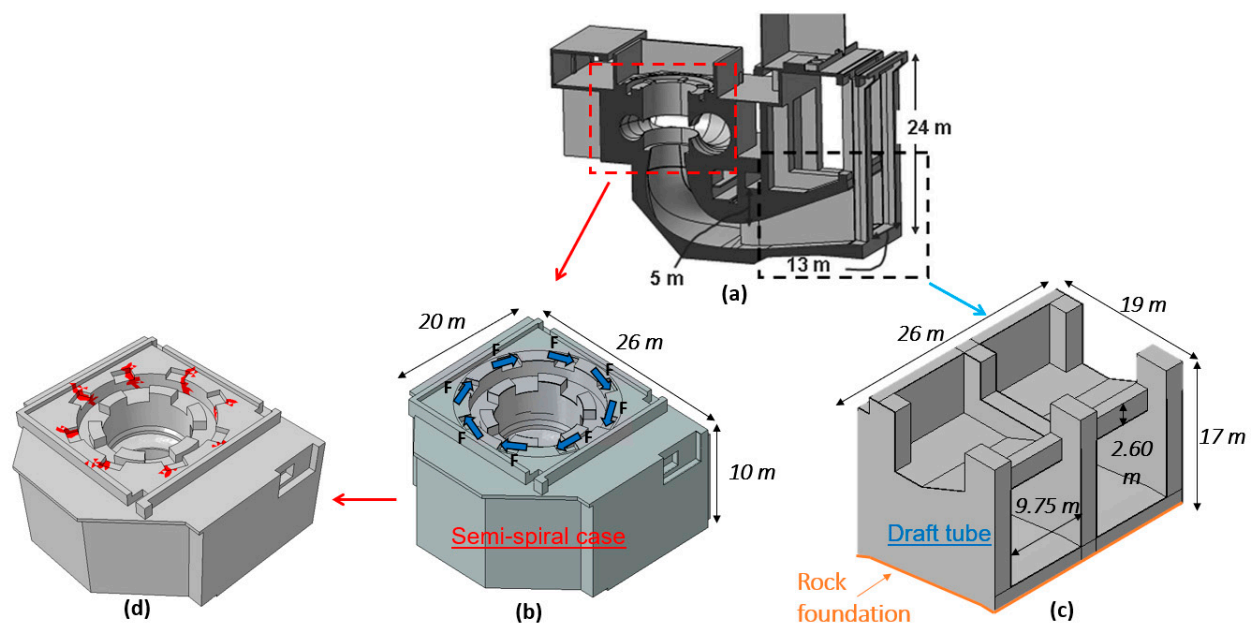 24 m
5 m
13 m
(a)
20 m
26 m
F
F
F
F
F
F
F
F
F
10 m
Semi-spiral case
(b)
(d)
26 m
19 m
17 m
2.60
m
9.75 m
Draft tube
Rock
foundation
(c)